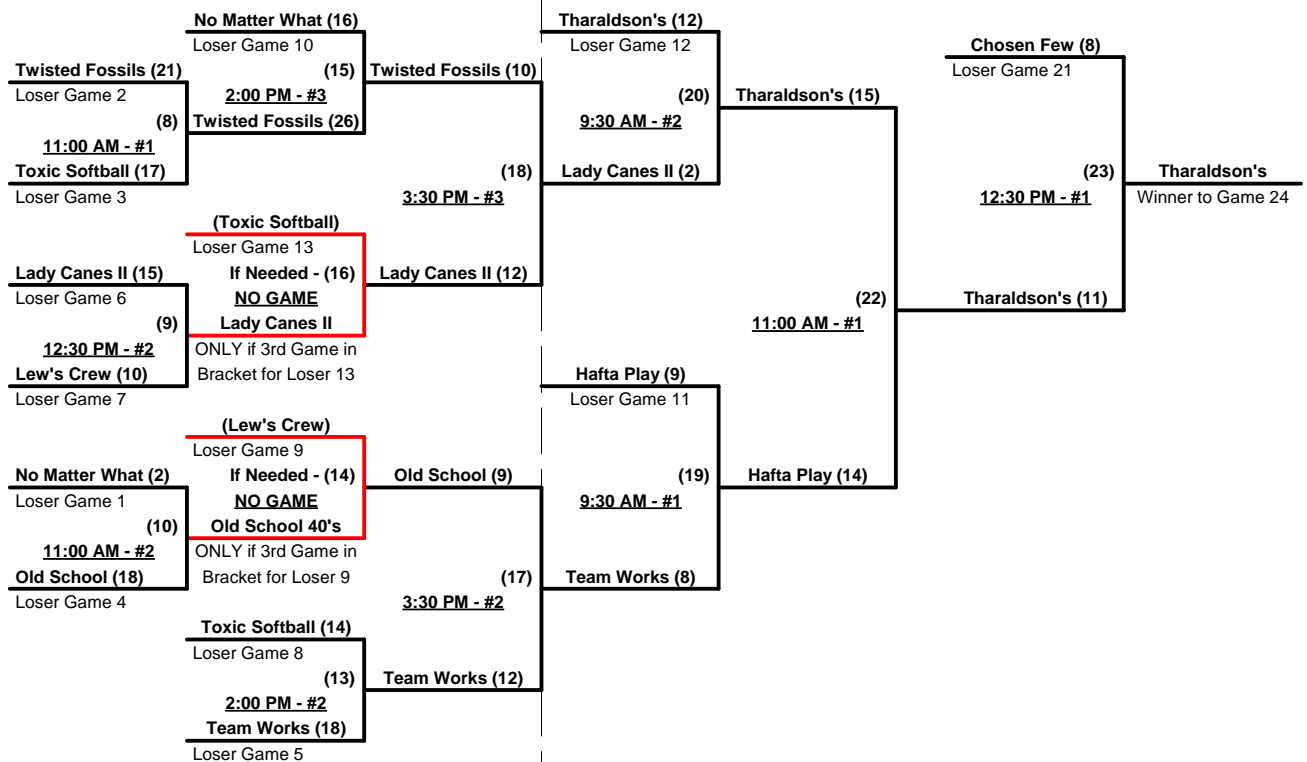 No Matter What (16)
Loser Game 10
Twisted Fossils (21)
Loser Game 2
(15)
2:00 PM - #3
Twisted Fossils (10)
(8)
11:00 AM - #1
Twisted Fossils (26)
Toxic Softball (17)
Loser Game 3
(18)
3:30 PM - #3
(Toxic Softball)
Loser Game 13
Lady Canes II (15)
Loser Game 6
If Needed - (16)
NO GAME
Lady Canes II (12)
(9)
12:30 PM - #2
Lady Canes II
ONLY if 3rd Game in
Bracket for Loser 13
Lew's Crew (10)
Loser Game 7
(Lew's Crew)
Loser Game 9
No Matter What (2)
Loser Game 1
If Needed - (14)
NO GAME
Old School (9)
(10)
11:00 AM - #2
Old School 40's
ONLY if 3rd Game in
Bracket for Loser 9
Old School (18)
Loser Game 4
(17)
3:30 PM - #2
Toxic Softball (14)
Loser Game 8
(13)
2:00 PM - #2
Team Works (12)
Team Works (18)
Loser Game 5
Tharaldson's (12)
Loser Game 12
(20)
9:30 AM - #2
Tharaldson's (15)
Lady Canes II (2)
(22)
11:00 AM - #1
Tharaldson's (11)
Hafta Play (9)
Loser Game 11
(19)
9:30 AM - #1
Hafta Play (14)
Team Works (8)
Chosen Few (8)
Loser Game 21
(23)
12:30 PM - #1
Tharaldson's
Winner to Game 24